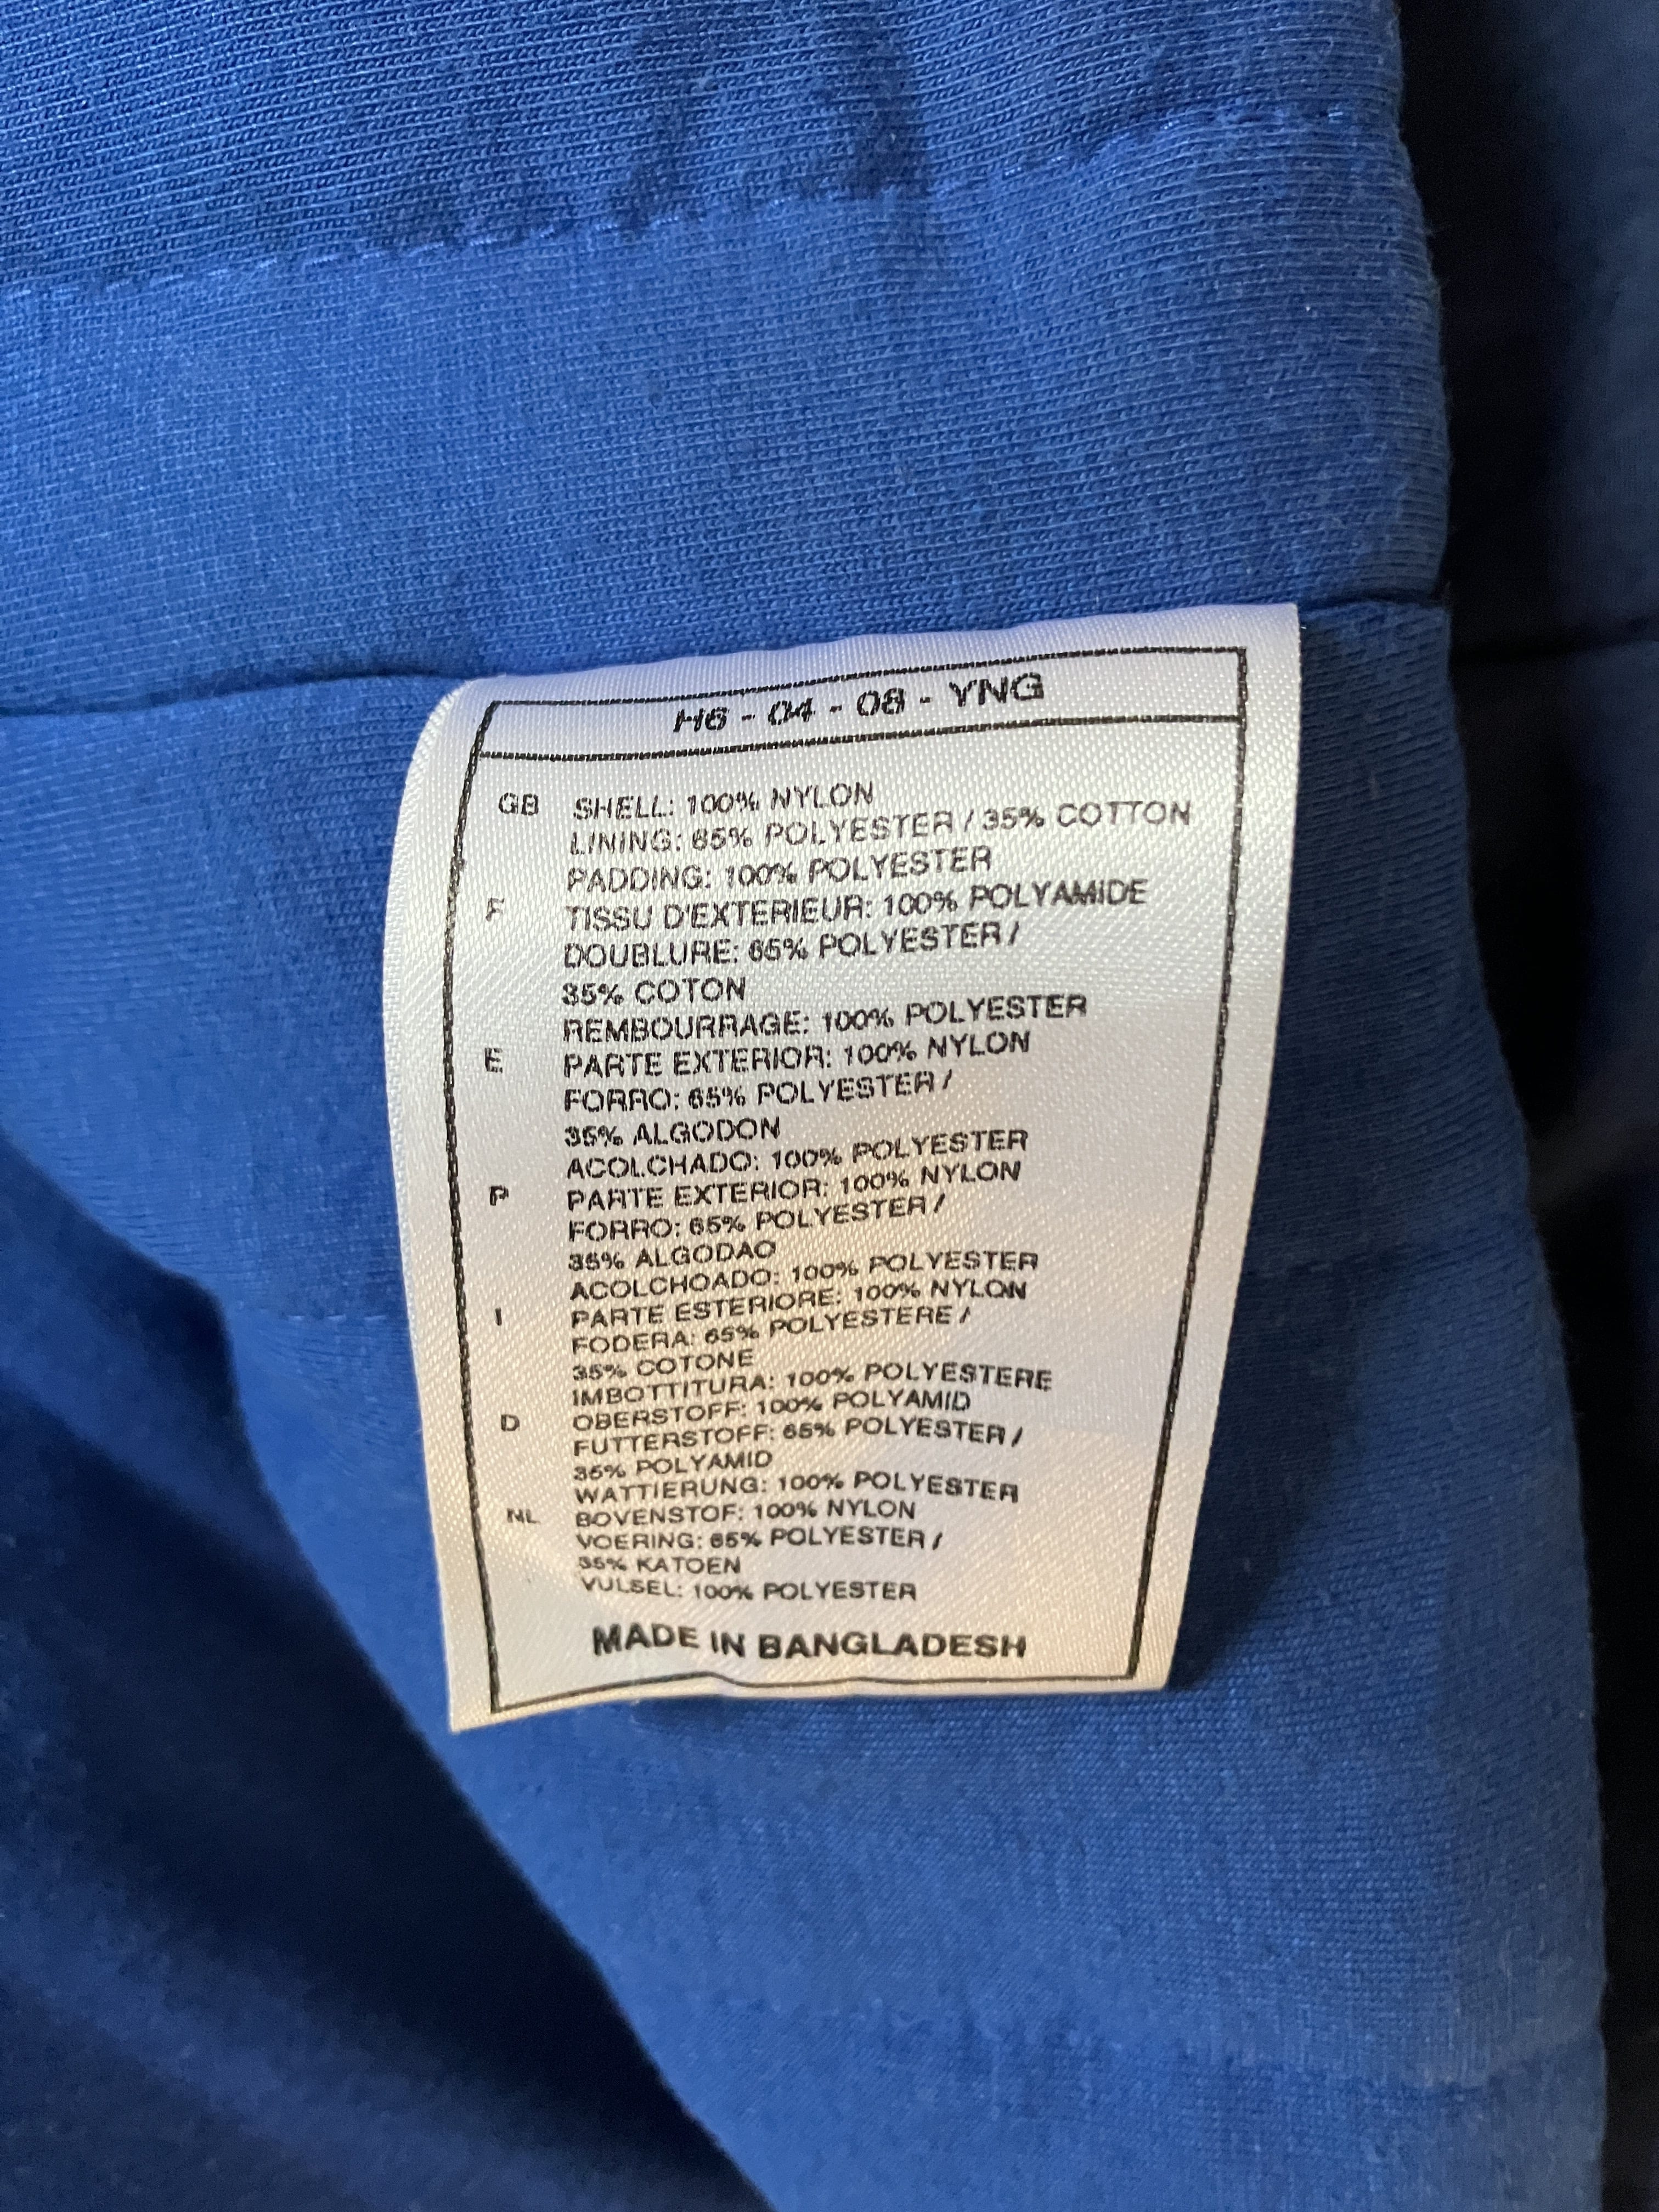 H6 - 04 - 08 - YNG
GB SHELL: 100% NYLON
LINING: 65% POLYESTER / 35% COTTON
PADDING: 100% POLYESTER
F TISSU D'EXTERIEUR: 100% POLYAMIDE
DOUBLURE: 65% POLYESTER /
35% COTON
REMBOURRAGE: 100% POLYESTER
E PARTE EXTERIOR: 100% NYLON
FORRO: 65% POLYESTER /
35% ALGODON
ACOLCHADO: 100% POLYESTER
P PARTE EXTERIOR: 100% NYLON
FORRO: 65% POLYESTER /
35% ALGODAO
ACOLCHOADO: 100% POLYESTER
I PARTE ESTERIORE: 100% NYLON
FODERA: 65% POLYESTERE /
35% COTONE
IMBOTTITURA: 100% POLYESTERE
D OBERSTOFF: 100% POLYAMID
FUTTERSTOFF: 65% POLYESTER /
35% POLYAMID
WATTIERUNG: 100% POLYESTER
NL BOVENSTOF: 100% NYLON
VOERING: 65% POLYESTER /
35% KATOEN
VULSEL: 100% POLYESTER
MADE IN BANGLADESH